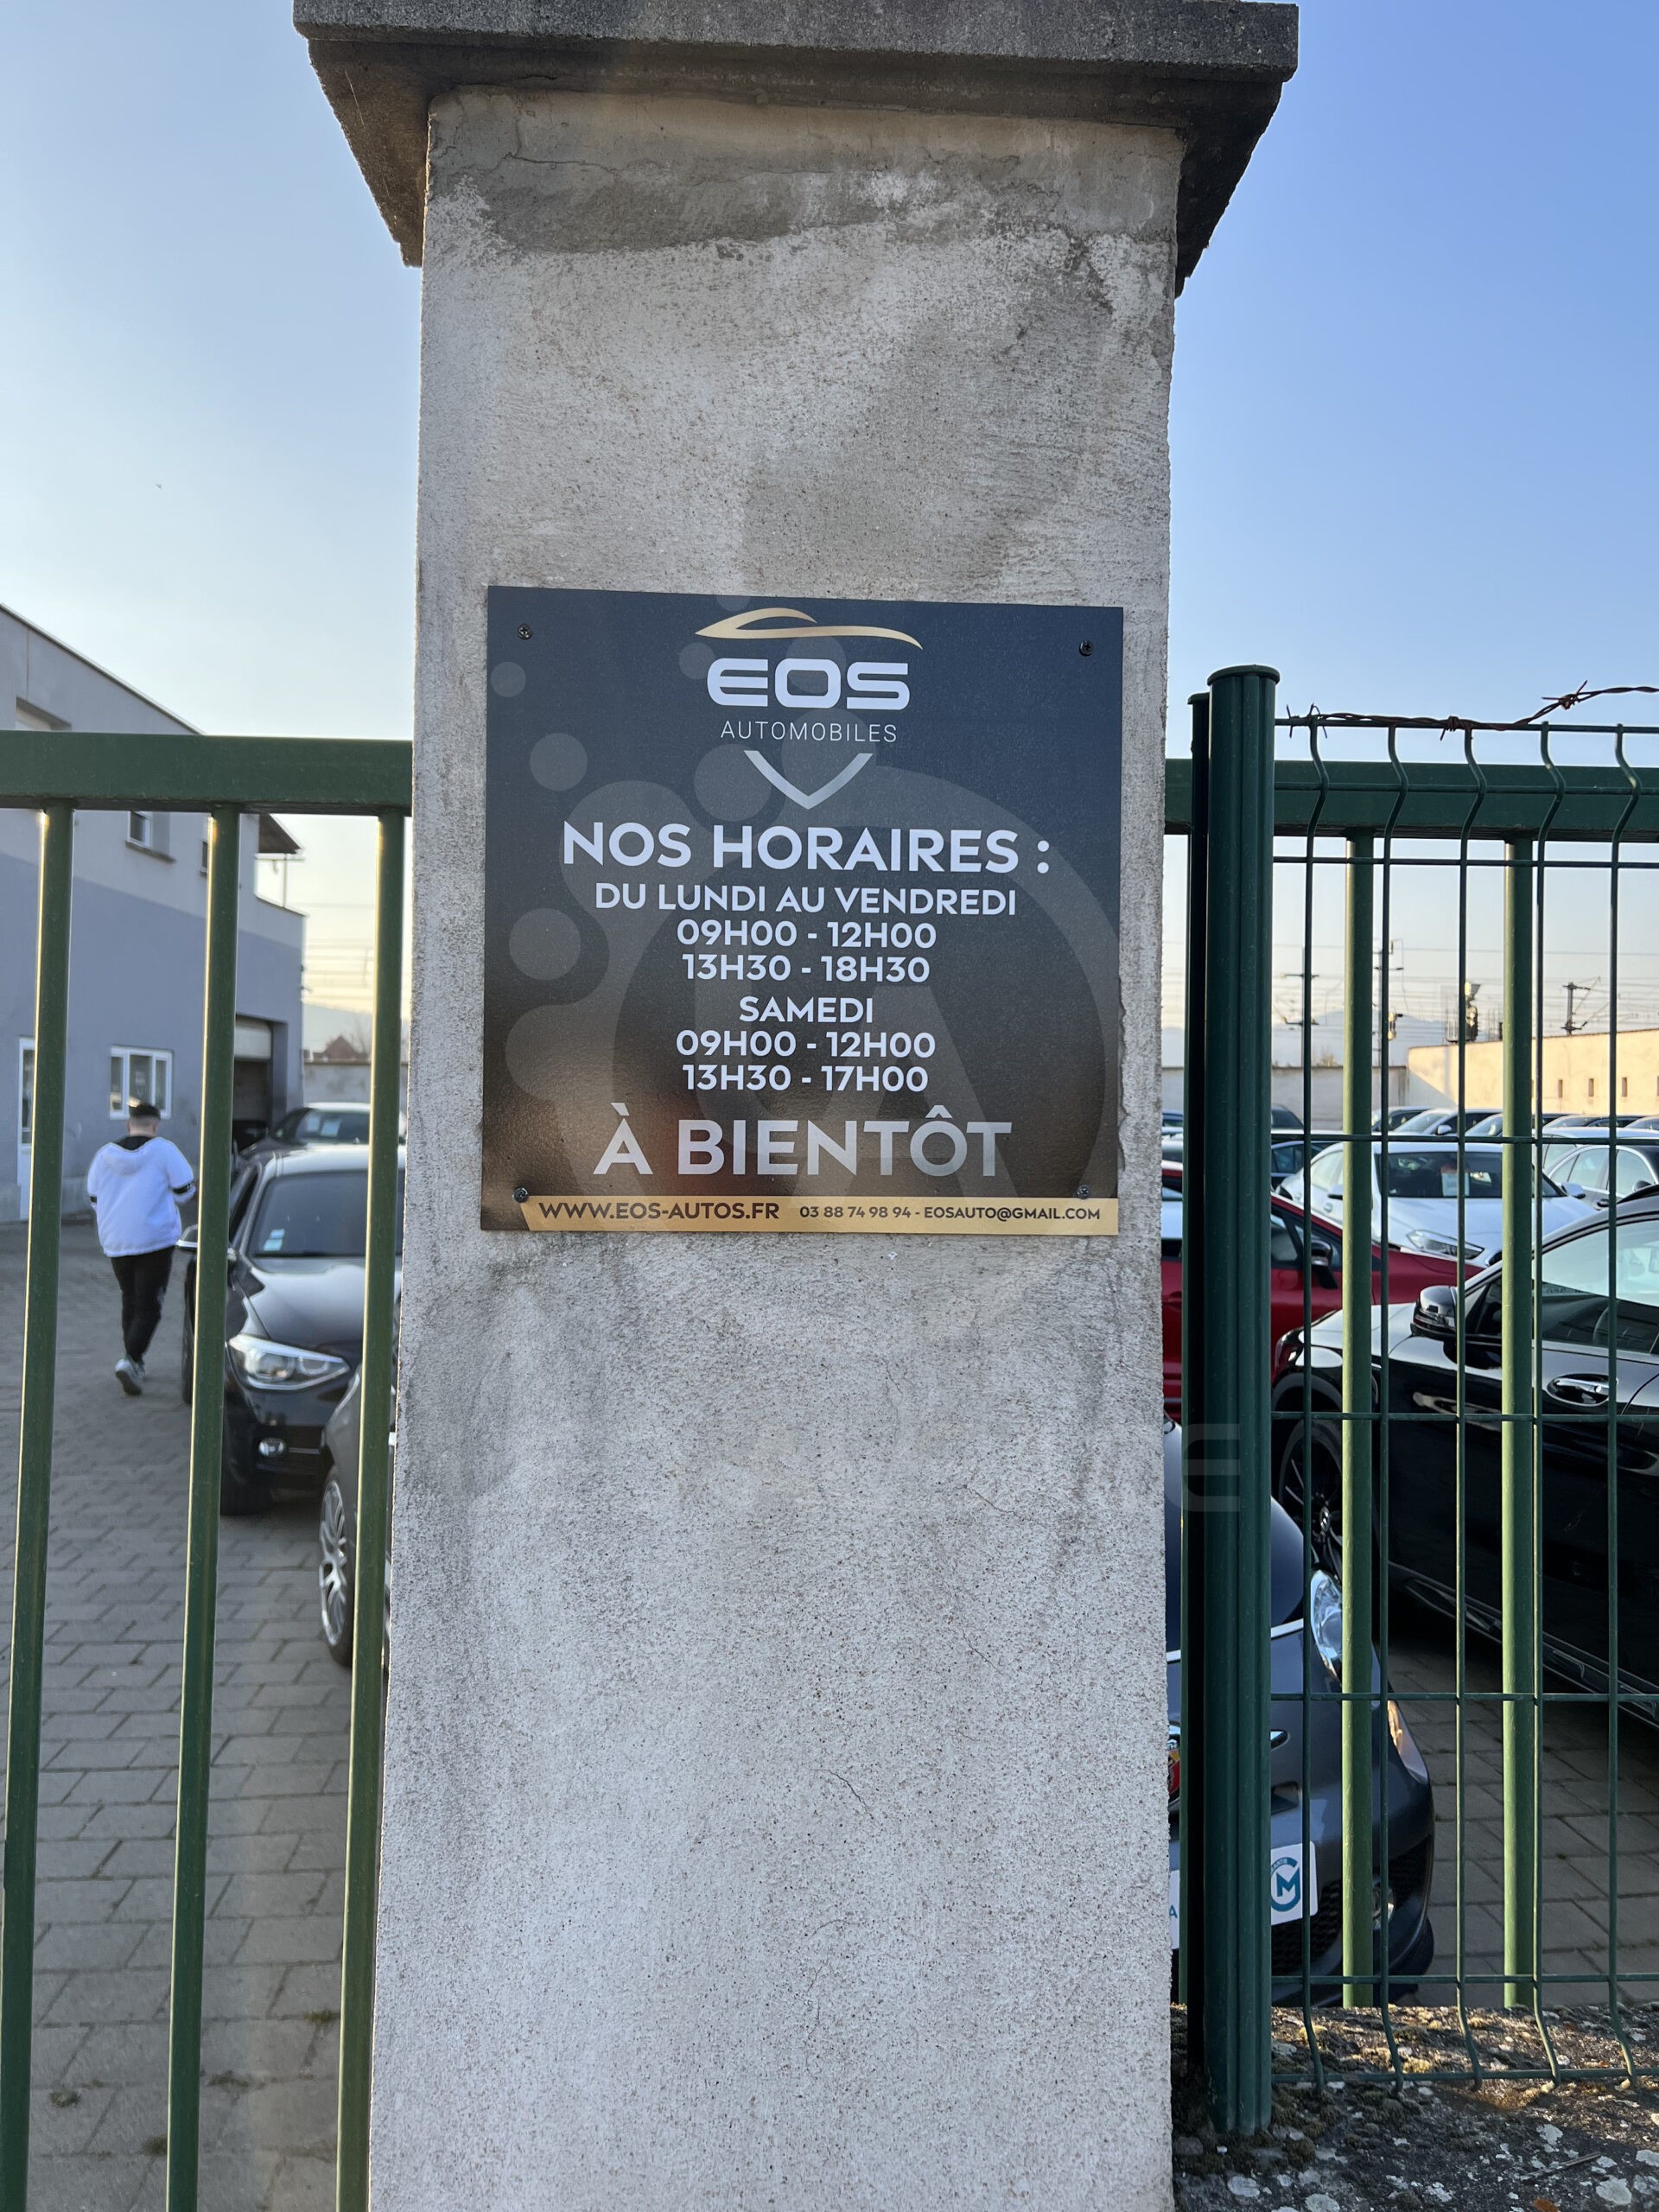 EOS
AUTOMOBILES
NOS HORAIRES :
DU LUNDI AU VENDREDI
09H00 - 12H00
13H30 - 18H30
SAMEDI
09H00 - 12H00
13H30 - 17H00
À BIENTÔT
WWW.EOS-AUTOS.FR 03 88 74 98 94 - EOSAUTO@GMAIL.COM